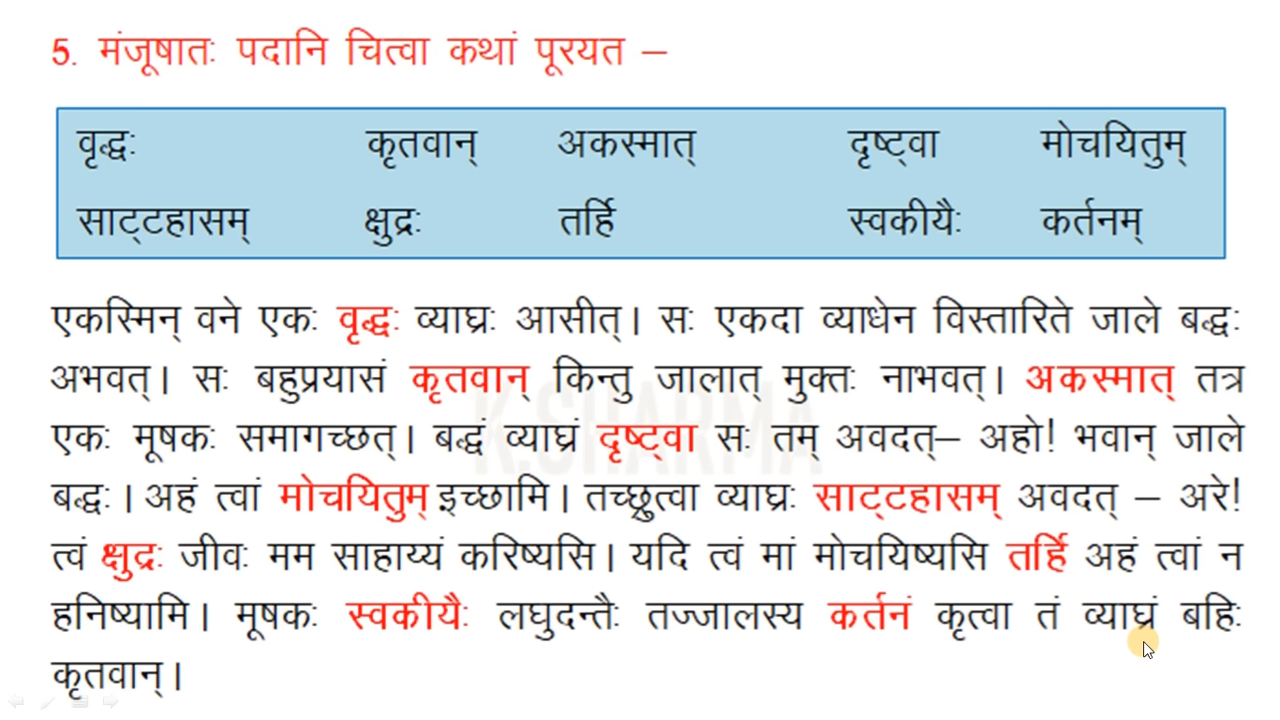 5. मंजूषातः पदानि चित्वा कथां पूरयत –
वृद्धः कृतवान् अकस्मात् दृष्ट्वा मोचयितुम्
साट्टहासम् क्षुद्रः तर्हि स्वकीयैः कर्तनम्
एकस्मिन् वने एकः वृद्धः व्याघ्रः आसीत्। सः एकदा व्याधेन विस्तारिते जाले बद्धः
अभवत्। सः बहुप्रयासं कृतवान् किन्तु जालात् मुक्तः नाभवत्। अकस्मात् तत्र
एकः मूषकः समागच्छत्। बद्धं व्याघ्रं दृष्ट्वा सः तम् अवदत्– अहो! भवान् जाले
बद्धः। अहं त्वां मोचयितुम् इच्छामि। तच्छ्रुत्वा व्याघ्रः साट्टहासम् अवदत् – अरे!
त्वं क्षुद्रः जीवः मम साहाय्यं करिष्यसि। यदि त्वं मां मोचयिष्यसि तर्हि अहं त्वां न
हनिष्यामि। मूषकः स्वकीयैः लघुदन्तैः तज्जालस्य कर्तनं कृत्वा तं व्याघ्रं बहिः
कृतवान्।
K.SHARMA